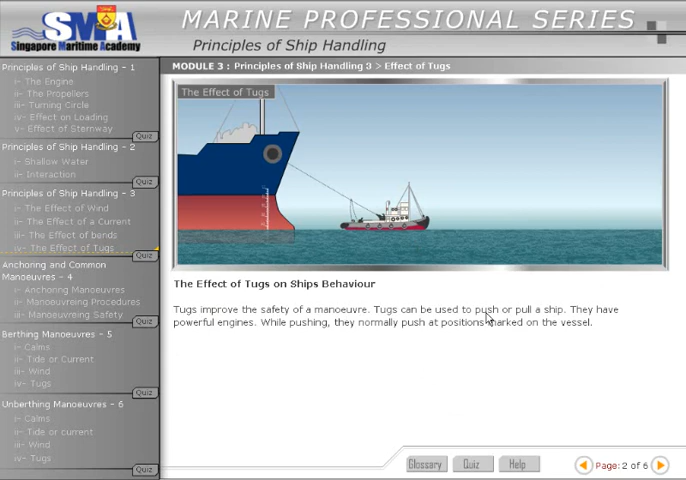 SMA
Singapore Maritime Academy
MARINE PROFESSIONAL SERIES
Principles of Ship Handling
MODULE 3 : Principles of Ship Handling 3 > Effect of Tugs
Principles of Ship Handling - 1
i- The Engine
ii- The Propellers
iii- Turning Circle
iv- Effect on Loading
v- Effect of Sternway
Quiz
Principles of Ship Handling - 2
i- Shallow Water
ii- Interaction
Quiz
Principles of Ship Handling - 3
i- The Effect of Wind
ii- The Effect of a Current
iii- The Effect of bends
iv- The Effect of Tugs
Quiz
Anchoring and Common
Manoeuvres - 4
i- Anchoring Manoeuvres
ii- Manoeuvreing Procedures
iii- Manoeuvring Safety
Quiz
Berthing Manoeuvres - 5
i- Calms
ii- Tide or Current
iii- Wind
iv- Tugs
Quiz
Unberthing Manoeuvres - 6
i- Calms
ii- Tide or current
iii- Wind
iv- Tugs
Quiz
The Effect of Tugs
The Effect of Tugs on Ships Behaviour
Tugs improve the safety of a manoeuvre. Tugs can be used to push or pull a ship. They have
powerful engines. While pushing, they normally push at positions marked on the vessel.
Glossary
Quiz
Help
Page: 2 of 6